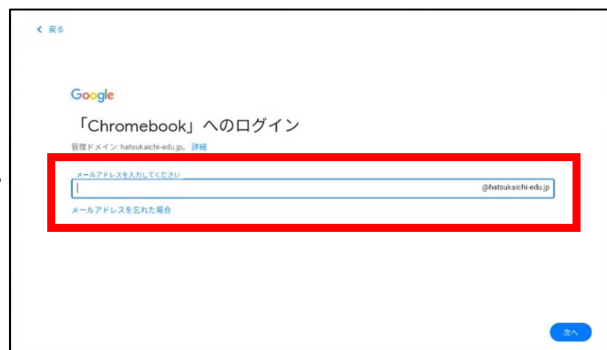 戻る
Google
「Chromebook」へのログイン
管理ドメイン: hatsukaichi-edu.jp。 詳細
メールアドレスを入力してください
@hatsukaichi-edu.jp
メールアドレスを忘れた場合
次へ